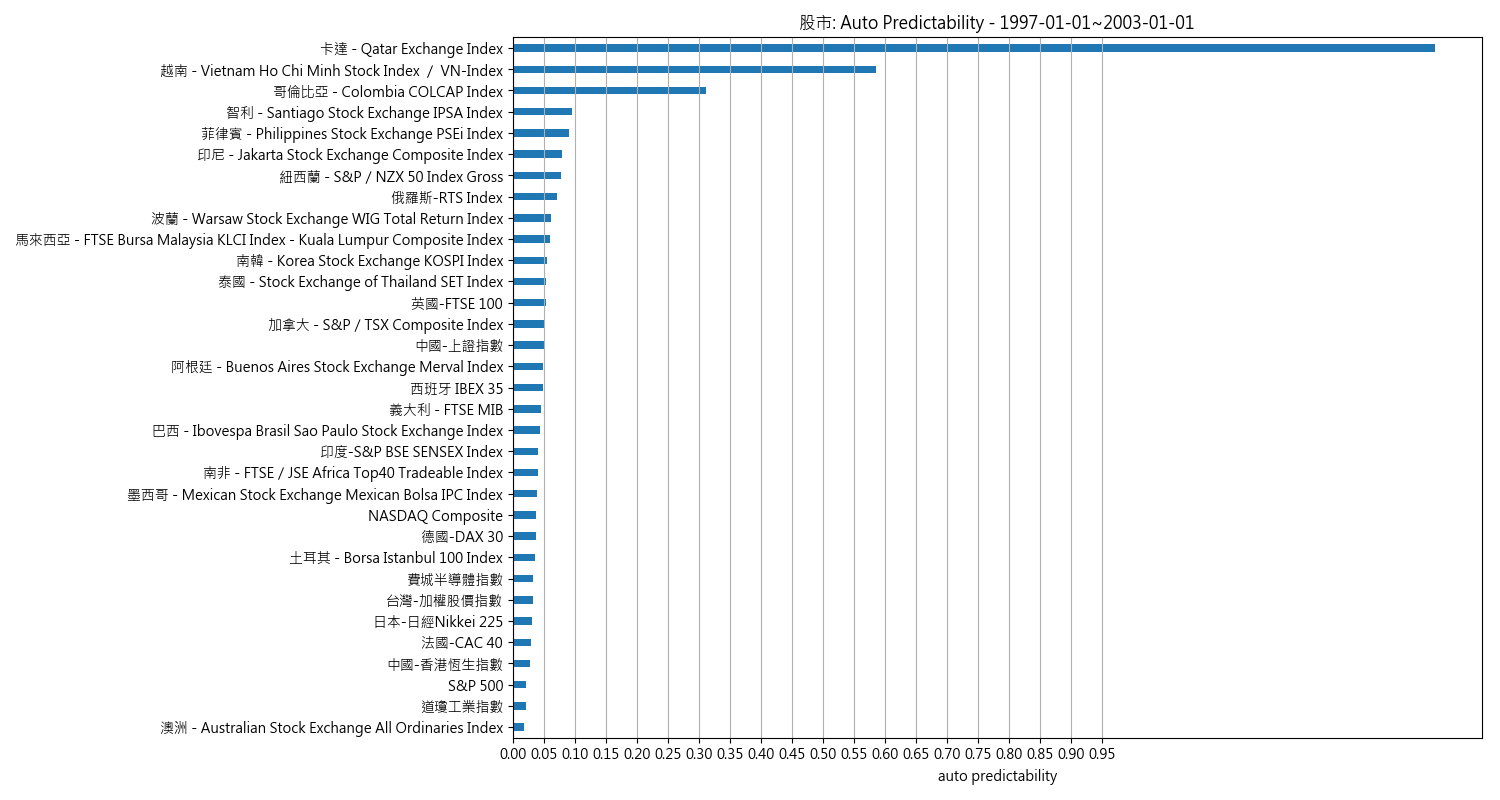 股市: Auto Predictability - 1997-01-01~2003-01-01
卡達 - Qatar Exchange Index
越南 - Vietnam Ho Chi Minh Stock Index / VN-Index
哥倫比亞 - Colombia COLCAP Index
智利 - Santiago Stock Exchange IPSA Index
菲律賓 - Philippines Stock Exchange PSEi Index
印尼 - Jakarta Stock Exchange Composite Index
紐西蘭 - S&P / NZX 50 Index Gross
俄羅斯-RTS Index
波蘭 - Warsaw Stock Exchange WIG Total Return Index
馬來西亞 - FTSE Bursa Malaysia KLCI Index - Kuala Lumpur Composite Index
南韓 - Korea Stock Exchange KOSPI Index
泰國 - Stock Exchange of Thailand SET Index
英國-FTSE 100
加拿大 - S&P / TSX Composite Index
中國-上證指數
阿根廷 - Buenos Aires Stock Exchange Merval Index
西班牙 IBEX 35
義大利 - FTSE MIB
巴西 - Ibovespa Brasil Sao Paulo Stock Exchange Index
印度-S&P BSE SENSEX Index
南非 - FTSE / JSE Africa Top40 Tradeable Index
墨西哥 - Mexican Stock Exchange Mexican Bolsa IPC Index
NASDAQ Composite
德國-DAX 30
土耳其 - Borsa Istanbul 100 Index
費城半導體指數
台灣-加權股價指數
日本-日經Nikkei 225
法國-CAC 40
中國-香港恆生指數
S&P 500
道瓊工業指數
澳洲 - Australian Stock Exchange All Ordinaries Index
0.00 0.05 0.10 0.15 0.20 0.25 0.30 0.35 0.40 0.45 0.50 0.55 0.60 0.65 0.70 0.75 0.80 0.85 0.90 0.95
auto predictability